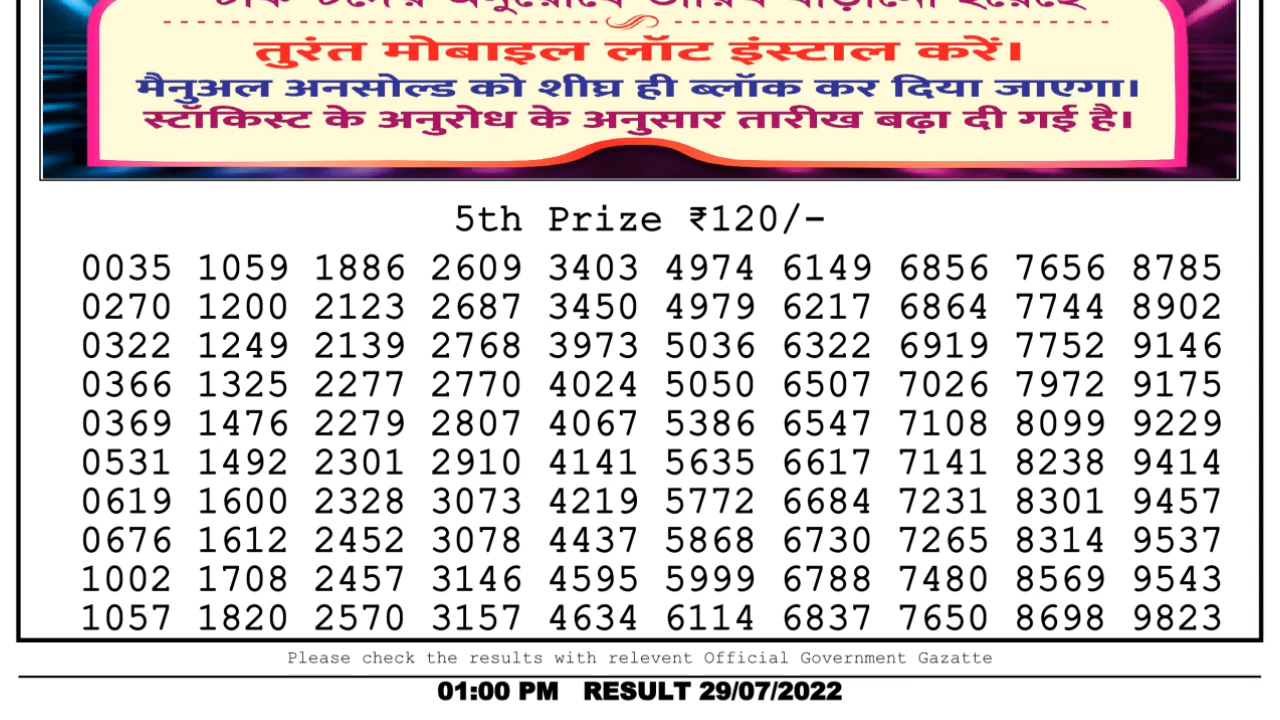 तुरंत मोबाइल लॉट इंस्टाल करें।
मैनुअल अनसोल्ड को शीघ्र ही ब्लॉक कर दिया जाएगा।
स्टॉकिस्ट के अनुरोध के अनुसार तारीख बढ़ा दी गई है।
5th Prize ₹120/-
0035 1059 1886 2609 3403 4974 6149 6856 7656 8785
0270 1200 2123 2687 3450 4979 6217 6864 7744 8902
0322 1249 2139 2768 3973 5036 6322 6919 7752 9146
0366 1325 2277 2770 4024 5050 6507 7026 7972 9175
0369 1476 2279 2807 4067 5386 6547 7108 8099 9229
0531 1492 2301 2910 4141 5635 6617 7141 8238 9414
0619 1600 2328 3073 4219 5772 6684 7231 8301 9457
0676 1612 2452 3078 4437 5868 6730 7265 8314 9537
1002 1708 2457 3146 4595 5999 6788 7480 8569 9543
1057 1820 2570 3157 4634 6114 6837 7650 8698 9823
Please check the results with relevent Official Government Gazatte
01:00 PM RESULT 29/07/2022